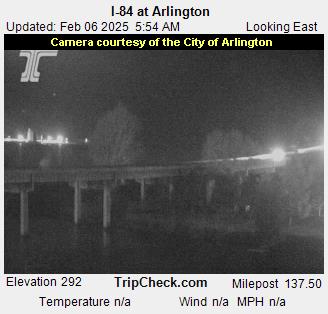 I-84 at Arlington
Updated: Feb 06 2025 5:54 AM Looking East
Camera courtesy of the City of Arlington
Elevation 292 TripCheck.com Milepost 137.50
Temperature n/a Wind n/a MPH n/a